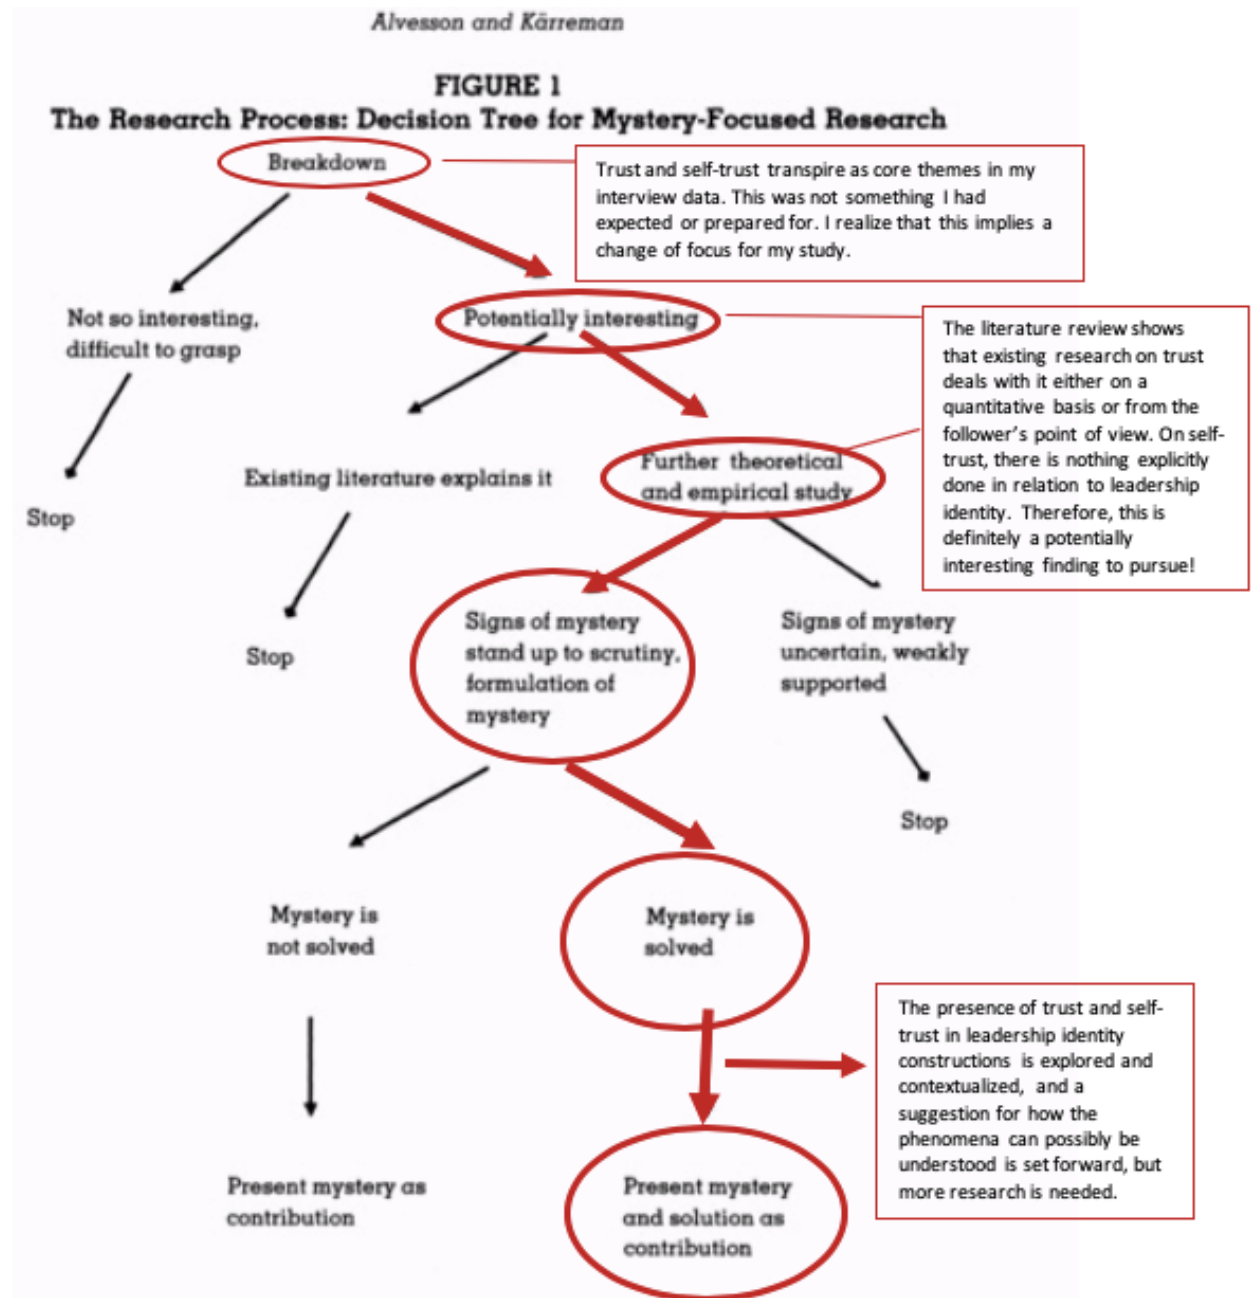 Alvesson and Kärreman
FIGURE 1
The Research Process: Decision Tree for Mystery-Focused Research
Breakdown
Trust and self-trust transpire as core themes in my
interview data. This was not something I had
expected or prepared for. I realize that this implies a
change of focus for my study.
Not so interesting,
difficult to grasp
Potentially interesting
The literature review shows
that existing research on trust
deals with it either on a
quantitative basis or from the
follower's point of view. On self-
trust, there is nothing explicitly
done in relation to leadership
identity. Therefore, this is
definitely a potentially
interesting finding to pursue!
Stop
Existing literature explains it
Further theoretical
and empirical study
Stop
Signs of mystery
stand up to scrutiny,
formulation of
mystery
Signs of mystery
uncertain, weakly
supported
Stop
Mystery is
not solved
Mystery is
solved
The presence of trust and self-
trust in leadership identity
constructions is explored and
contextualized, and a
suggestion for how the
phenomena can possibly be
understood is set forward, but
more research is needed.
Present mystery as
contribution
Present mystery
and solution as
contribution